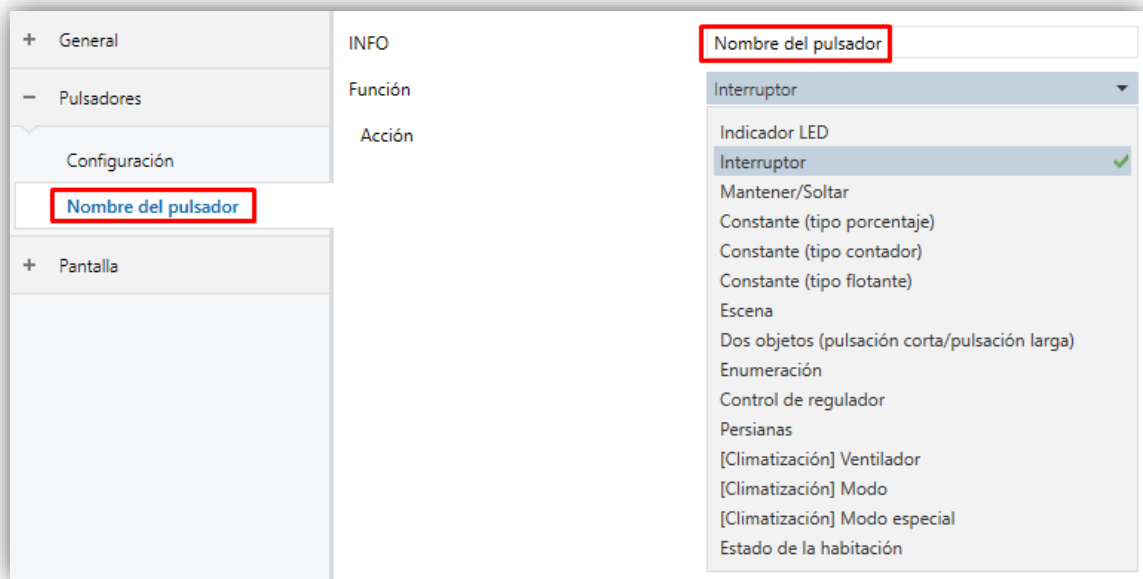 + General
− Pulsadores
Configuración
Nombre del pulsador
+ Pantalla
INFO Nombre del pulsador
Función Interruptor
Acción
Indicador LED
Interruptor
Mantener/Soltar
Constante (tipo porcentaje)
Constante (tipo contador)
Constante (tipo flotante)
Escena
Dos objetos (pulsación corta/pulsación larga)
Enumeración
Control de regulador
Persianas
[Climatización] Ventilador
[Climatización] Modo
[Climatización] Modo especial
Estado de la habitación